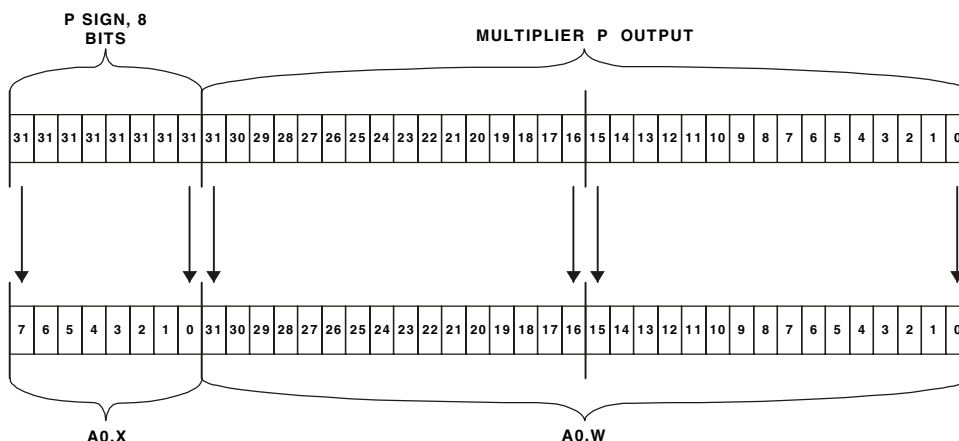 P SIGN, 8
BITS
MULTIPLIER P OUTPUT
31 31 31 31 31 31 31 31 31 30 29 28 27 26 25 24 23 22 21 20 19 18 17 16 15 14 13 12 11 10 9 8 7 6 5 4 3 2 1 0
7 6 5 4 3 2 1 0 31 30 29 28 27 26 25 24 23 22 21 20 19 18 17 16 15 14 13 12 11 10 9 8 7 6 5 4 3 2 1 0
A0.X
A0.W